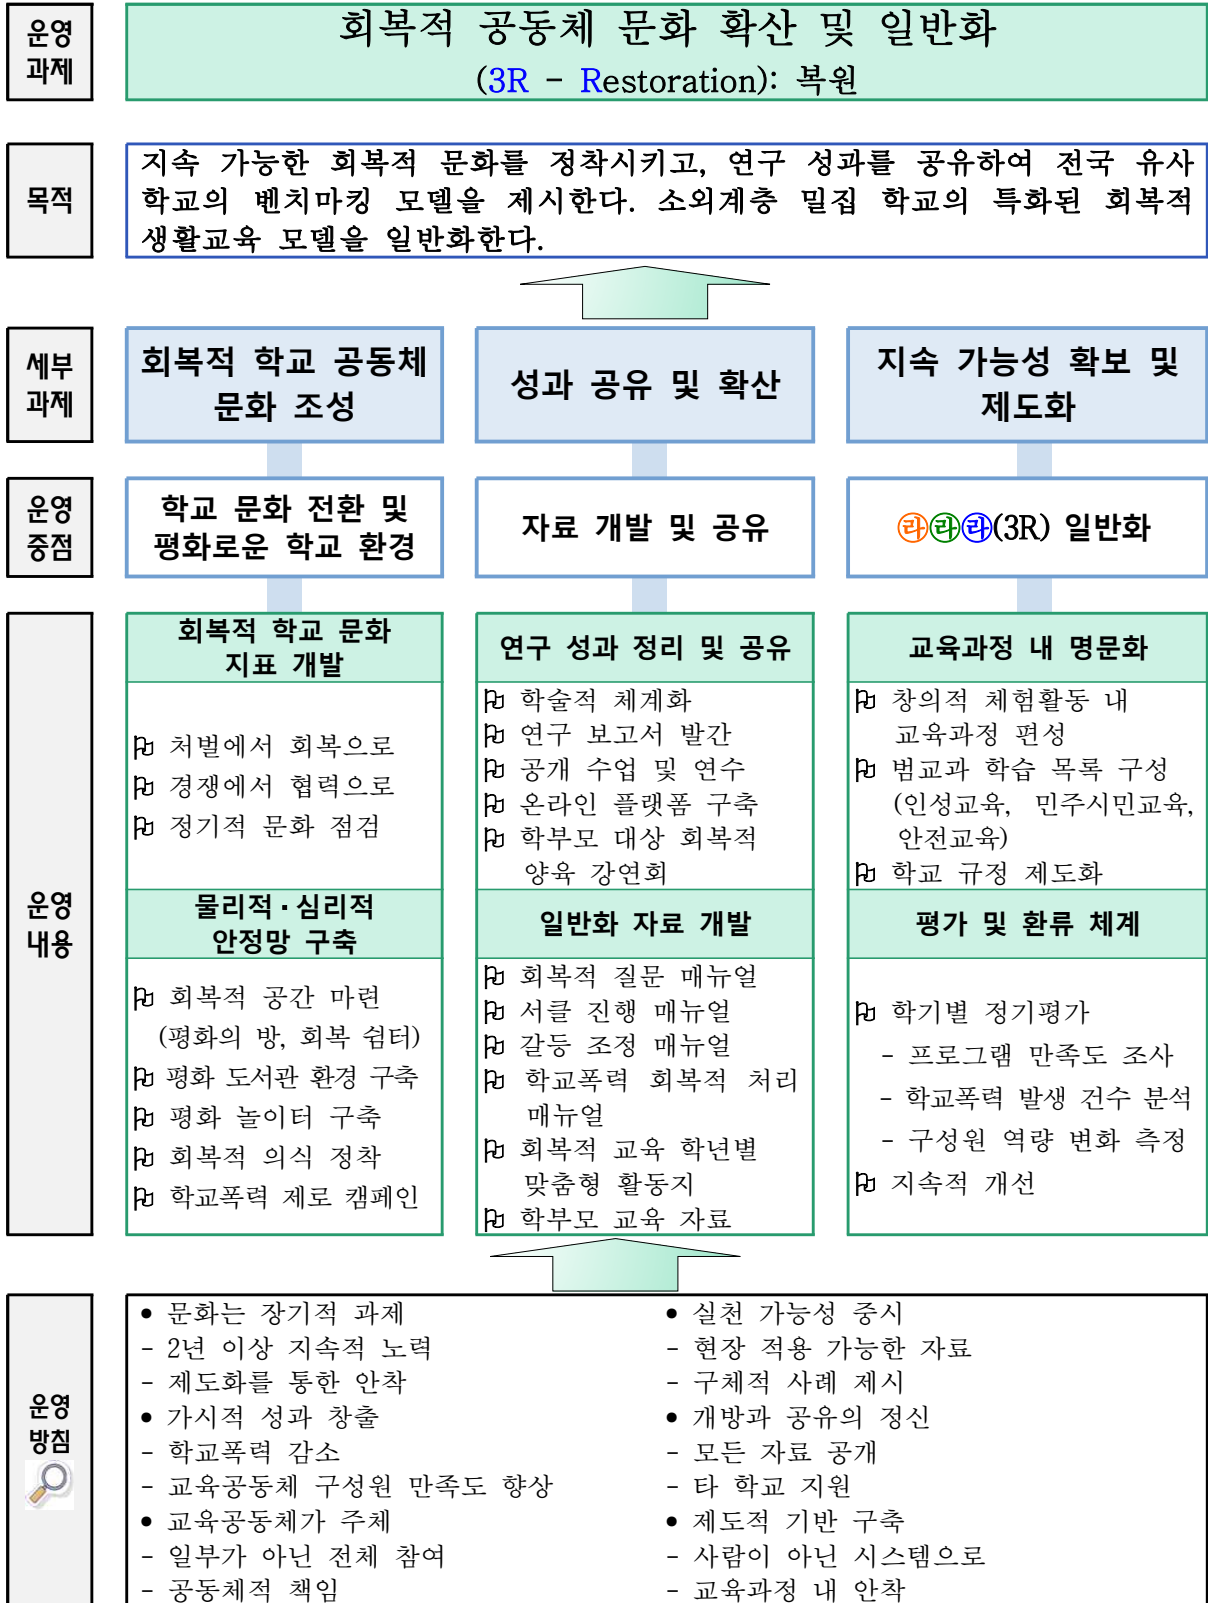 운영
과제
회복적 공동체 문화 확산 및 일반화
(3R - Restoration): 복원
목적
지속 가능한 회복적 문화를 정착시키고, 연구 성과를 공유하여 전국 유사
학교의 벤치마킹 모델을 제시한다. 소외계층 밀집 학교의 특화된 회복적
생활교육 모델을 일반화한다.
세부
과제
회복적 학교 공동체
문화 조성
성과 공유 및 확산
지속 가능성 확보 및
제도화
운영
중점
학교 문화 전환 및
평화로운 학교 환경
자료 개발 및 공유
㉣㉣㉣(3R) 일반화
운영
내용
회복적 학교 문화
지표 개발
처벌에서 회복으로
경쟁에서 협력으로
정기적 문화 점검
물리적·심리적
안정망 구축
회복적 공간 마련
(평화의 방, 회복 쉼터)
평화 도서관 환경 구축
평화 놀이터 구축
회복적 의식 정착
학교폭력 제로 캠페인
연구 성과 정리 및 공유
학술적 체계화
연구 보고서 발간
공개 수업 및 연수
온라인 플랫폼 구축
학부모 대상 회복적
양육 강연회
일반화 자료 개발
회복적 질문 매뉴얼
서클 진행 매뉴얼
갈등 조정 매뉴얼
학교폭력 회복적 처리
매뉴얼
회복적 교육 학년별
맞춤형 활동지
학부모 교육 자료
교육과정 내 명문화
창의적 체험활동 내
교육과정 편성
범교과 학습 목록 구성
(인성교육, 민주시민교육,
안전교육)
학교 규정 제도화
평가 및 환류 체계
학기별 정기평가
- 프로그램 만족도 조사
- 학교폭력 발생 건수 분석
- 구성원 역량 변화 측정
지속적 개선
운영
방침
• 문화는 장기적 과제
- 2년 이상 지속적 노력
- 제도화를 통한 안착
• 가시적 성과 창출
- 학교폭력 감소
- 교육공동체 구성원 만족도 향상
• 교육공동체가 주체
- 일부가 아닌 전체 참여
- 공동체적 책임
• 실천 가능성 중시
- 현장 적용 가능한 자료
- 구체적 사례 제시
• 개방과 공유의 정신
- 모든 자료 공개
- 타 학교 지원
• 제도적 기반 구축
- 사람이 아닌 시스템으로
- 교육과정 내 안착